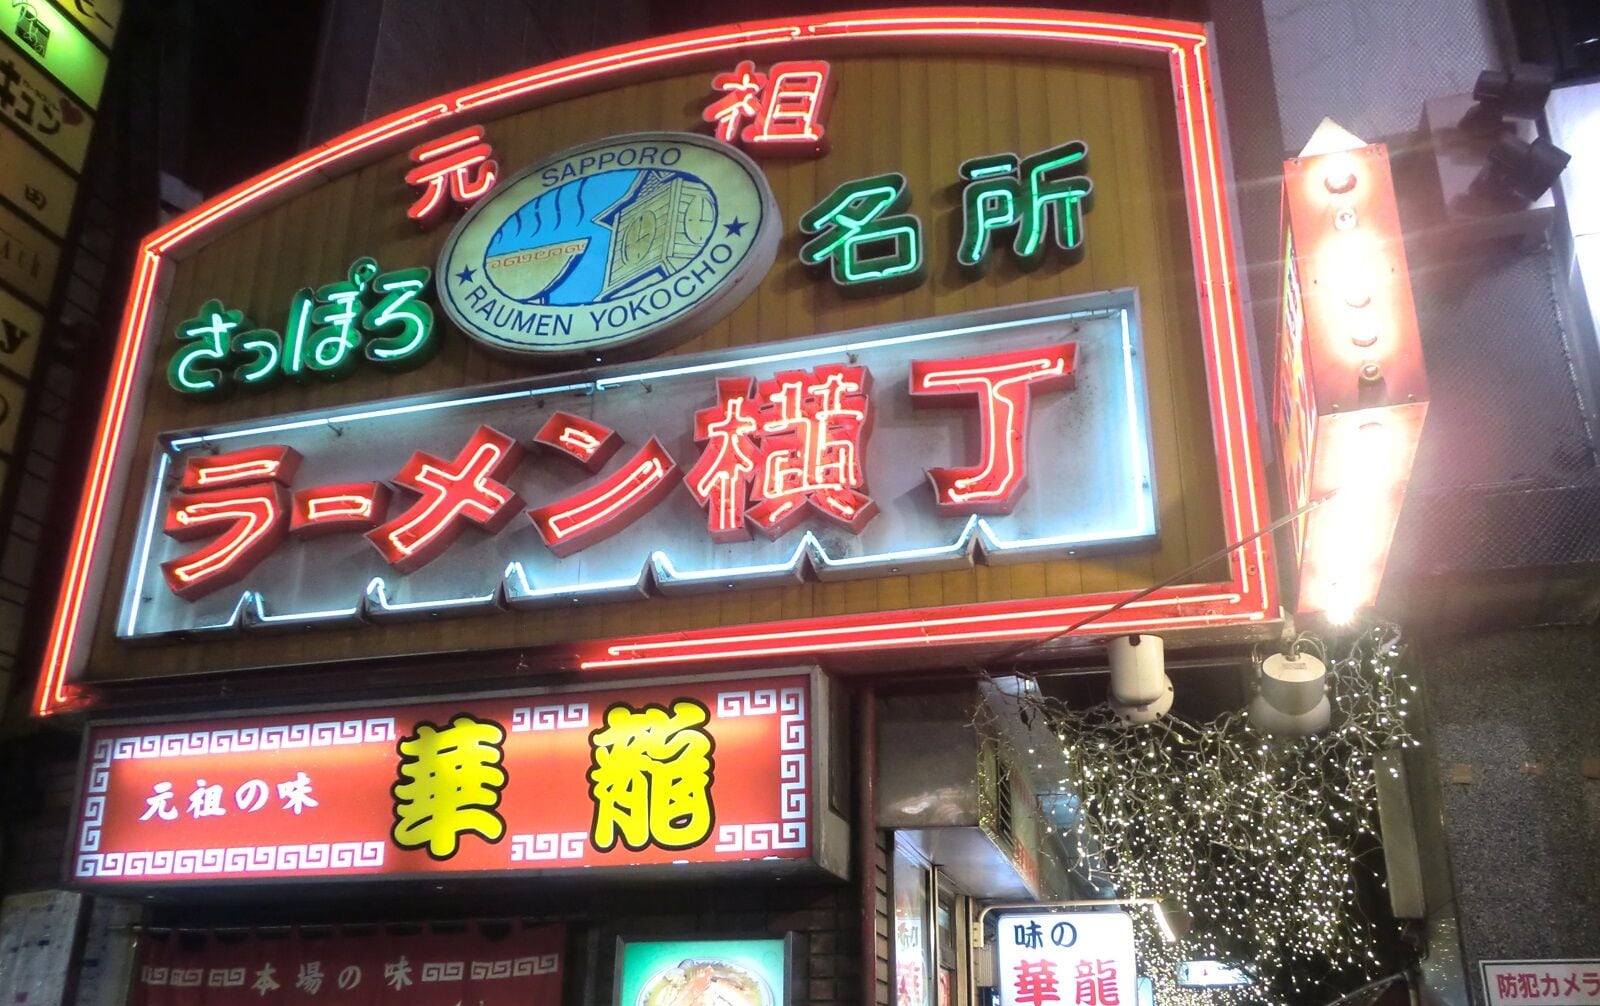 元祖
SAPPORO
RAUMEN YOKOCHO
さっぽろ 名所
ラーメン横丁
元祖の味 華龍
本場の味
味の
華龍
防犯カメラ